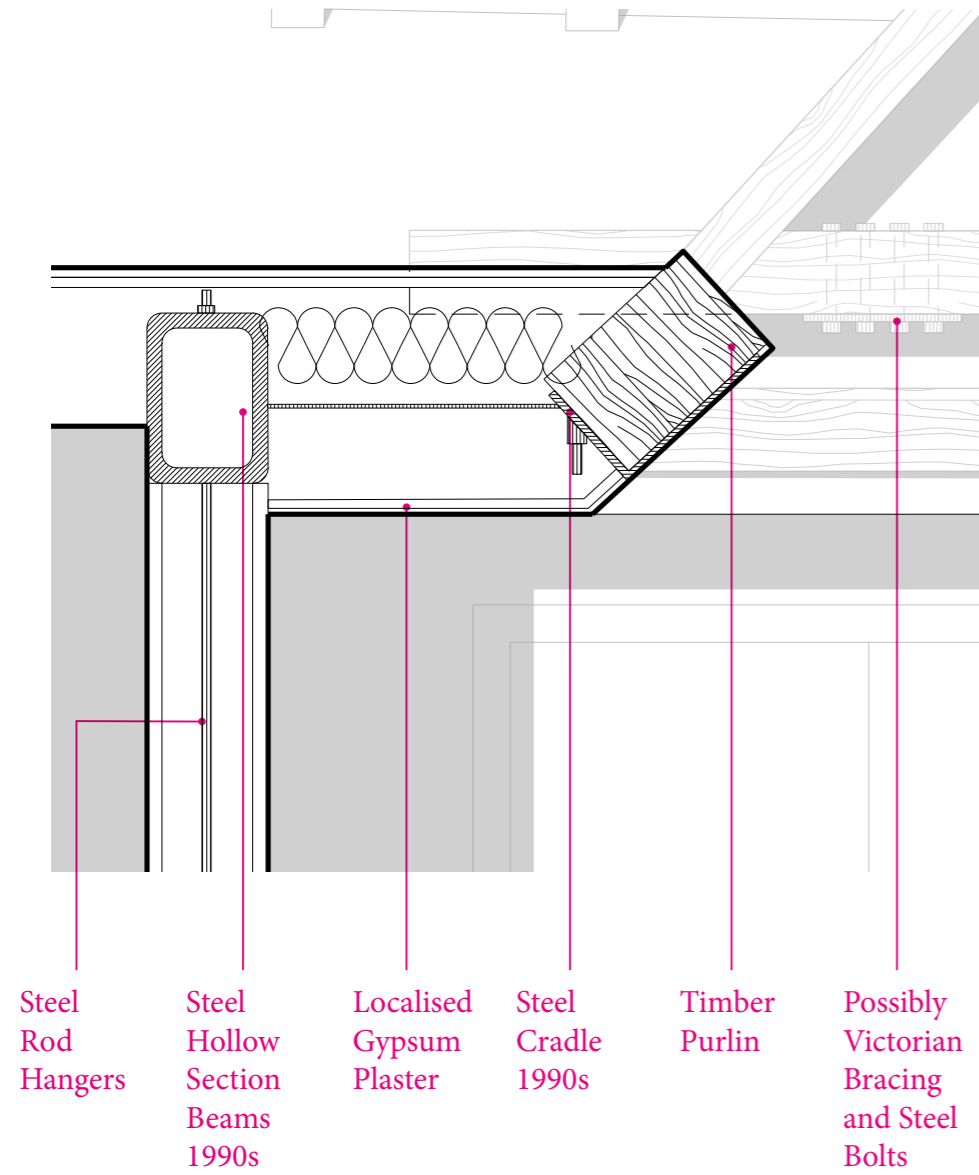 Steel
Rod
Hangers
Steel
Hollow
Section
Beams
1990s
Localised
Gypsum
Plaster
Steel
Cradle
1990s
Timber
Purlin
Possibly
Victorian
Bracing
and Steel
Bolts